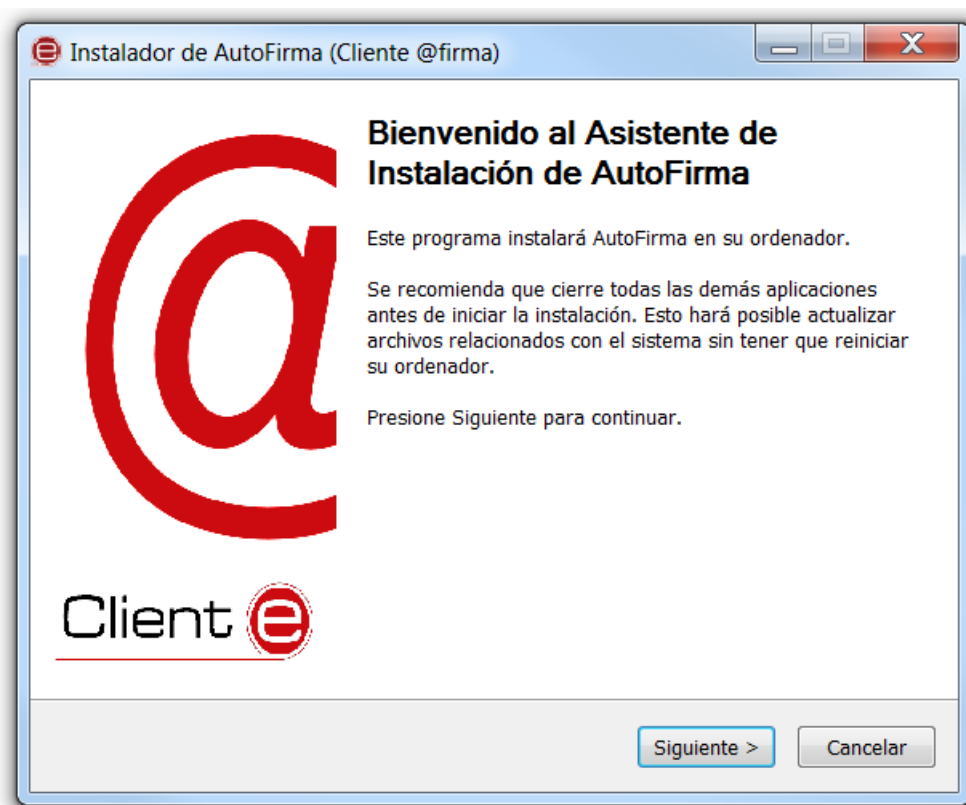 Instalador de AutoFirma (Cliente @firma)
Bienvenido al Asistente de
Instalación de AutoFirma
Este programa instalará AutoFirma en su ordenador.
Se recomienda que cierre todas las demás aplicaciones
antes de iniciar la instalación. Esto hará posible actualizar
archivos relacionados con el sistema sin tener que reiniciar
su ordenador.
Presione Siguiente para continuar.
@
Client e
Siguiente >
Cancelar